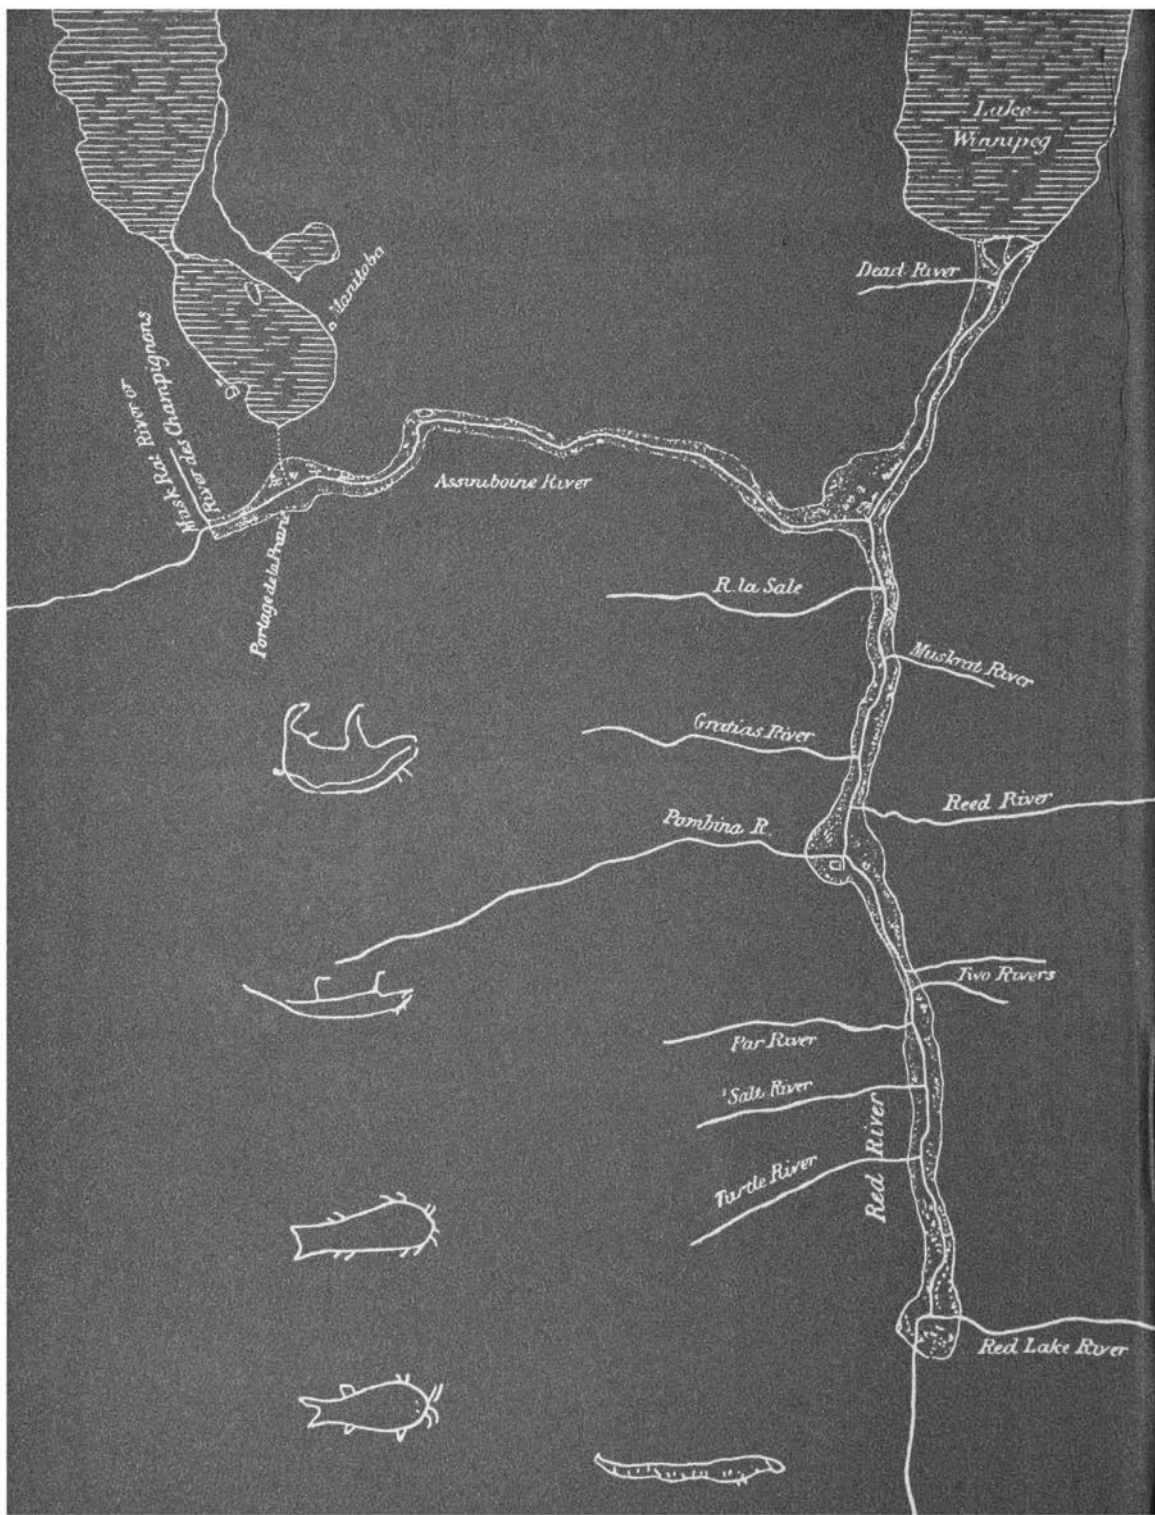 Lake
Winnipeg
Dead River
Manitoba
Musk Rat River or
River des Champignons
Assiniboine River
Portage de la Prairi
R. la Sale
Muskrat River
Gratias River
Reed River
Pambina R.
Two Rivers
Par River
Salt River
Red River
Turtle River
Red Lake River